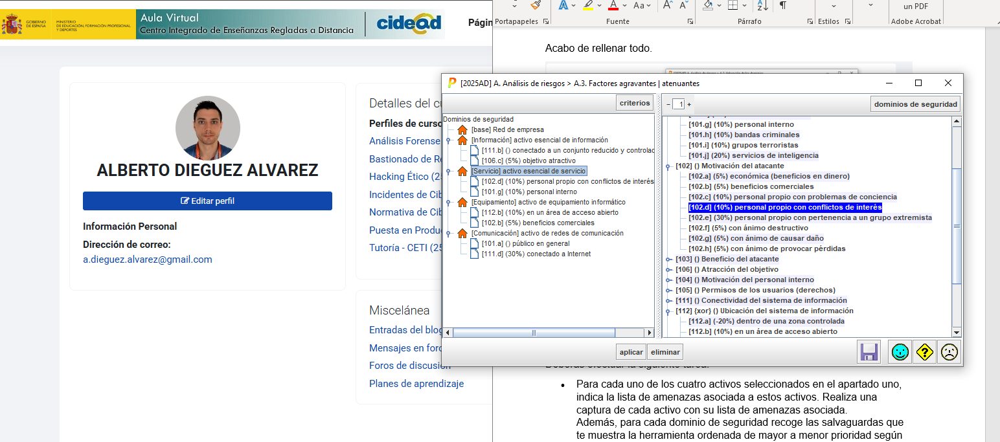 GOBIERNO
DE ESPAÑA
MINISTERIO
DE EDUCACIÓN, FORMACIÓN PROFESIONAL
Y DEPORTES
Aula Virtual
Centro Integrado de Enseñanzas Regladas a Distancia
cidead
Págin
ALBERTO DIEGUEZ ALVAREZ
Editar perfil
Información Personal
Dirección de correo:
a.dieguez.alvarez@gmail.com
Detalles del cu
Perfiles de curso
Análisis Forense
Bastionado de Re
Hacking Ético (25
Incidentes de Cib
Normativa de Cib
Puesta en Produc
Tutoría - CETI (25
Miscelánea
Entradas del blog
Mensajes en foro
Foros de discusión
Planes de aprendizaje
Aa
un PDF
Portapapeles
Fuente
Párrafo
Estilos
Adobe Acrobat
Acabo de rellenar todo.
[2025AD] A. Análisis de riesgos > A.3. Factores agravantes | atenuantes
criterios
Dominios de seguridad
[base] Red de empresa
[Información] activo esencial de información
[111.b] () conectado a un conjunto reducido y controlac
[106.c] (5%) objetivo atractivo
[Servicio] activo esencial de servicio
[102.d] (10%) personal propio con conflictos de interés
[101.g] (10%) personal interno
[Equipamiento] activo de equipamiento informático
[112.b] (10%) en un área de acceso abierto
[102.b] (5%) beneficios comerciales
[Comunicación] activo de redes de comunicación
[101.a] () público en general
[111.d] (30%) conectado a Internet
− 1 +
dominios de seguridad
[101.g] (10%) personal interno
[101.h] (10%) bandas criminales
[101.i] (10%) grupos terroristas
[101.j] (20%) servicios de inteligencia
[102] () Motivación del atacante
[102.a] (5%) económica (beneficios en dinero)
[102.b] (5%) beneficios comerciales
[102.c] (10%) personal propio con problemas de conciencia
[102.d] (10%) personal propio con conflictos de interés
[102.e] (30%) personal propio con pertenencia a un grupo extremista
[102.f] (5%) con ánimo destructivo
[102.g] (5%) con ánimo de causar daño
[102.h] (5%) con ánimo de provocar pérdidas
[103] () Beneficio del atacante
[106] () Atracción del objetivo
[104] () Motivación del personal interno
[105] () Permisos de los usuarios (derechos)
[111] () Conectividad del sistema de información
[112] {xor} () Ubicación del sistema de información
[112.a] (-20%) dentro de una zona controlada
[112.b] (10%) en un área de acceso abierto
aplicar
eliminar
Deberás efectuar la siguiente tarea:
• Para cada uno de los cuatro activos seleccionados en el apartado uno,
indica la lista de amenazas asociada a estos activos. Realiza una
captura de cada activo con su lista de amenazas asociada.
Además, para cada dominio de seguridad recoge las salvaguardas que
te muestra la herramienta ordenada de mayor a menor prioridad según